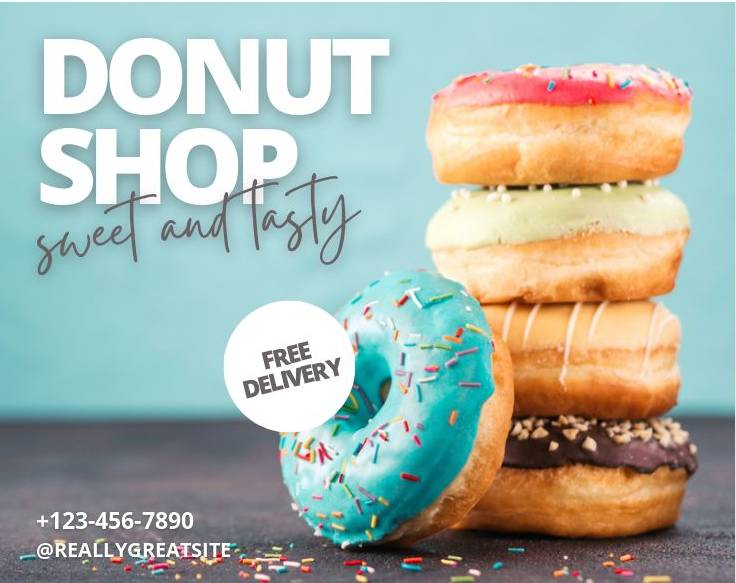 DONUT
SHOP
sweet and tasty
FREE
DELIVERY
+123-456-7890
@REALLYGREATSITE